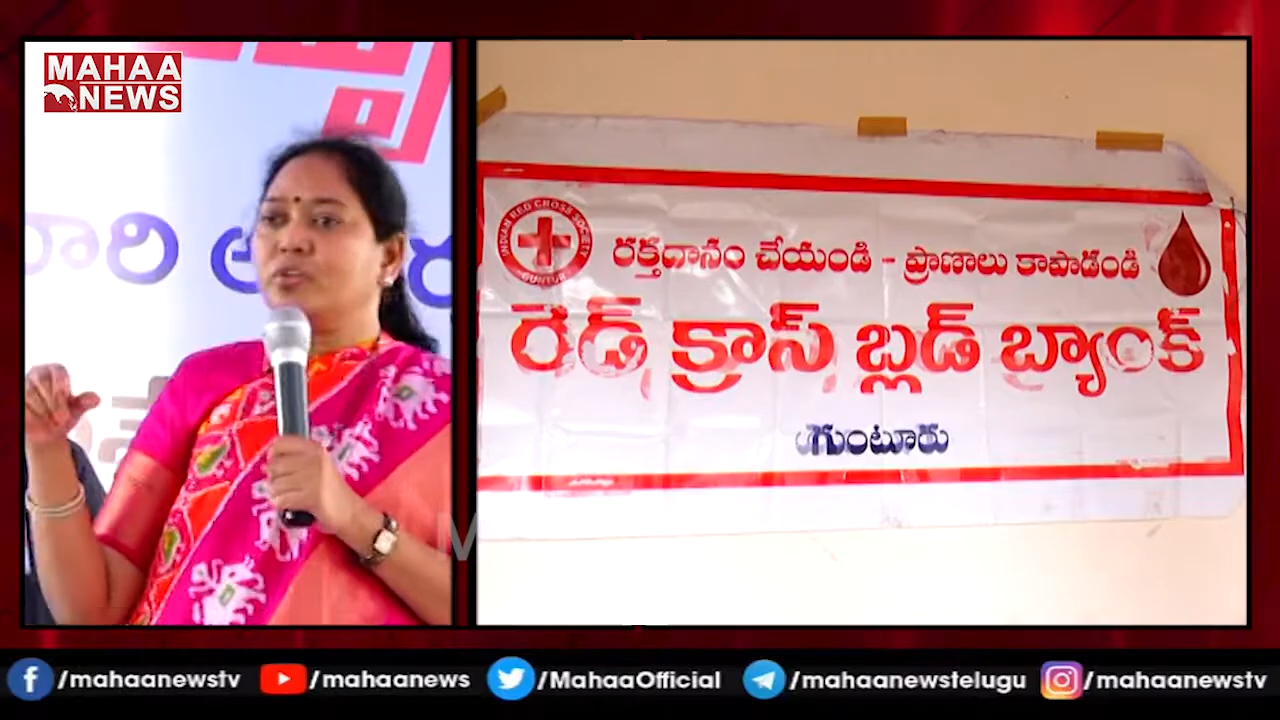 MAHAA
NEWS
వారి
INDIAN RED CROSS SOCIETY
GUNTUR
రక్తదానం చేయండి - ప్రాణాలు కాపాడండి
రెడ్ క్రాస్ బ్లడ్ బ్యాంక్
గుంటూరు
/mahaanewstv
/mahaanews
/MahaaOfficial
/mahaanewstelugu
/mahaanewstv